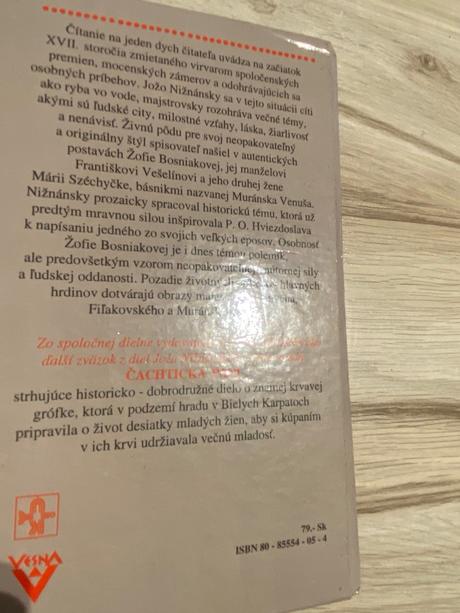 Čítanie na jeden dych čitateľa uvádza na začiatok
XVII. storočia zmietaného virvarom spoločenských
premien, mocenských zámerov a odohrávajúcich sa
osobných príbehov. Jožo Nižnánsky sa v tejto situácii cíti
ako ryba vo vode, majstrovsky rozohráva večné témy,
akými sú ľudské city, milostné vzťahy, láska, žiarlivosť
a nenávisť. Živnú pôdu pre svoj neopakovateľný
a originálny štýl spisovateľ našiel v autentických
postavách Žofie Bosniakovej, jej manželovi
Františkovi Vešelínovi a jeho druhej žene
Márii Széchyčke, básnikmi nazvanej Muránska Venuša.
Nižnánsky prozaicky spracoval historickú tému, ktorá už
predtým mravnou silou inšpirovala P. O. Hviezdoslava
k napísaniu jedného zo svojich veľkých eposov. Osobnosť
Žofie Bosniakovej je i dnes témou polemík,
ale predovšetkým vzorom neopakovateľnej sily
a ľudskej oddanosti. Pozadie hlavných
hrdinov dotvárajú obrazy
Fiľakovského a
Zo spoločnej dielne
ďalší zväzok z diel Joža
ČACHTICKÁ
strhujúce historicko - dobrodružné dielo o známej krvavej
grófke, ktorá v podzemí hradu v Bielych Karpatoch
pripravila o život desiatky mladých žien, aby si kúpaním
v ich krvi udržiavala večnú mladosť.
79,- Sk
ISBN 80 - 85554 - 05 - 4
VESNA